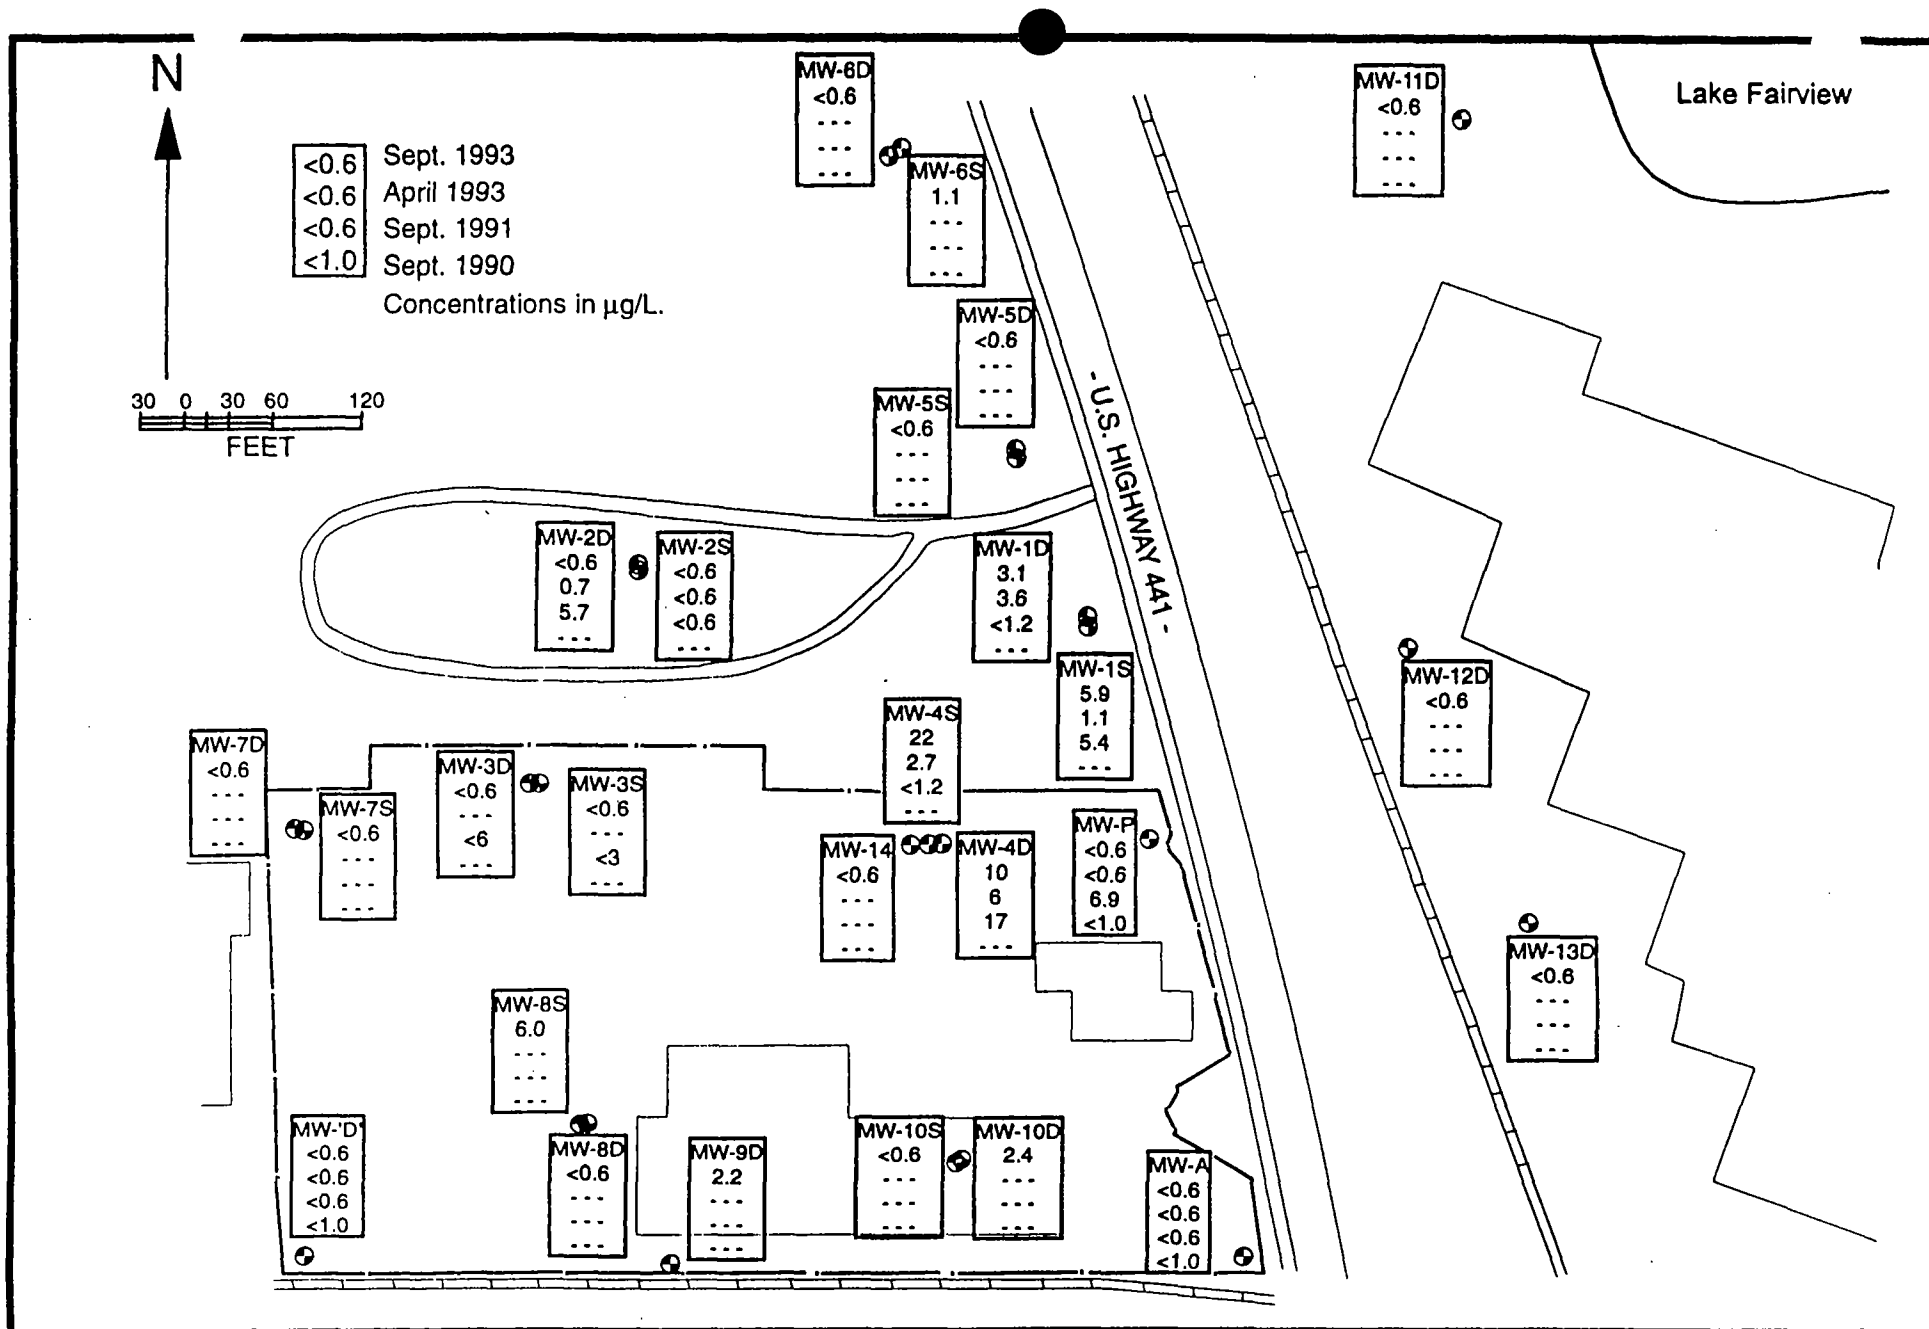 N
<0.6 Sept. 1993
<0.6 April 1993
<0.6 Sept. 1991
<1.0 Sept. 1990
Concentrations in µg/L.
30 0 30 60 120
FEET
MW-6D
<0.6
---
---
---
MW-6S
1.1
---
---
---
MW-11D
<0.6
---
---
---
Lake Fairview
MW-5D
<0.6
---
---
---
MW-5S
<0.6
---
---
---
- U.S. HIGHWAY 441 -
MW-2D
<0.6
0.7
5.7
---
MW-2S
<0.6
<0.6
<0.6
---
MW-1D
3.1
3.6
<1.2
---
MW-1S
5.9
1.1
5.4
---
MW-12D
<0.6
---
---
---
MW-4S
22
2.7
<1.2
---
MW-7D
<0.6
---
---
---
MW-7S
<0.6
---
---
---
MW-3D
<0.6
---
<6
---
MW-3S
<0.6
---
<3
---
MW-14
<0.6
---
---
---
MW-4D
10
6
17
---
MW-P
<0.6
<0.6
6.9
<1.0
MW-13D
<0.6
---
---
---
MW-8S
6.0
---
---
---
MW-'D'
<0.6
<0.6
<0.6
<1.0
MW-8D
<0.6
---
---
---
MW-9D
2.2
---
---
---
MW-10S
<0.6
---
---
---
MW-10D
2.4
---
---
---
MW-A
<0.6
<0.6
<0.6
<1.0